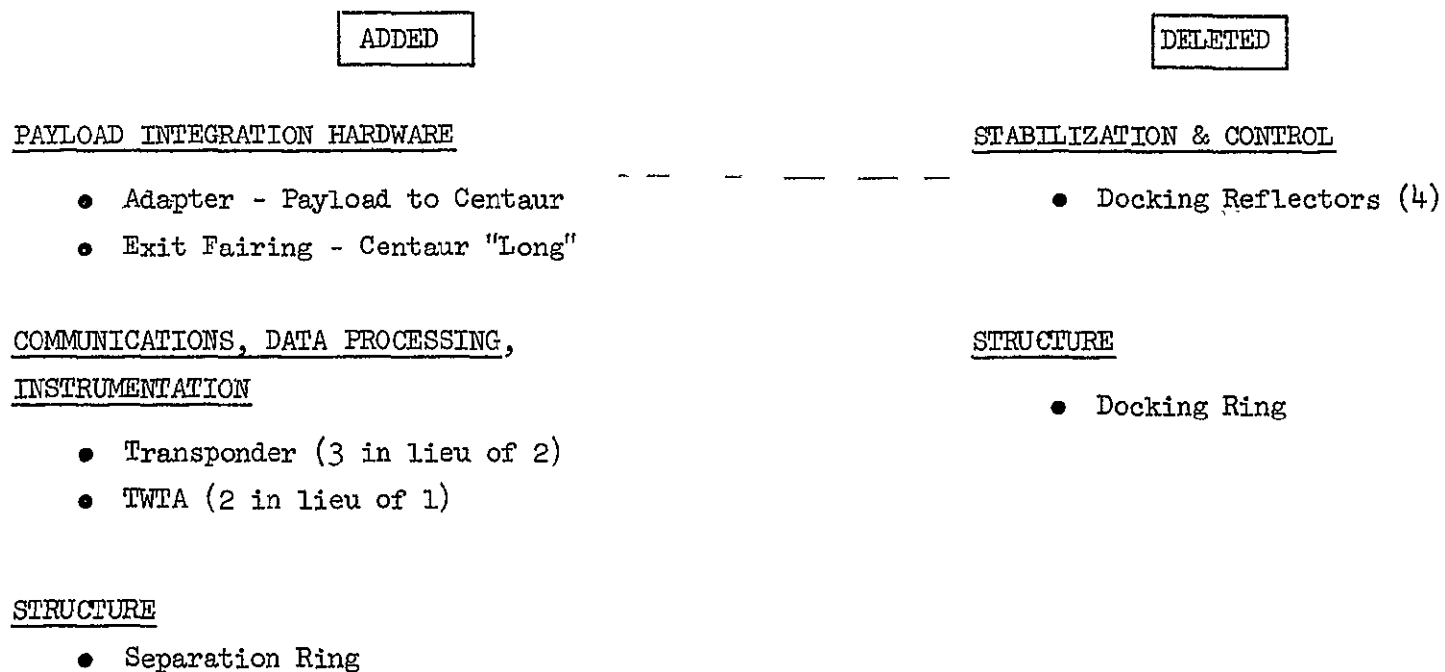 ADDED
PAYLOAD INTEGRATION HARDWARE
• Adapter - Payload to Centaur
• Exit Fairing - Centaur "Long"
COMMUNICATIONS, DATA PROCESSING,
INSTRUMENTATION
• Transponder (3 in lieu of 2)
• TWTA (2 in lieu of 1)
STRUCTURE
• Separation Ring
DELETED
STABILIZATION & CONTROL
• Docking Reflectors (4)
STRUCTURE
• Docking Ring